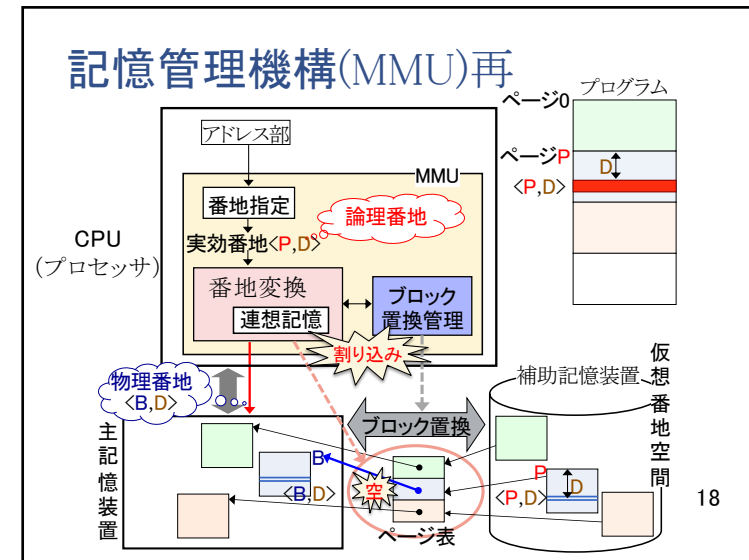 記憶管理機構(MMU)再
プログラム
ページ0
ページP
D
<P,D>
CPU
(プロセッサ)
アドレス部
MMU
番地指定
論理番地
実効番地<P,D>
番地変換
連想記憶
ブロック
置換管理
割り込み
物理番地
<B,D>
主記憶装置
B
<B,D>
ブロック置換
空
ページ表
補助記憶装置
P
D
<P,D>
仮想番地空間
18